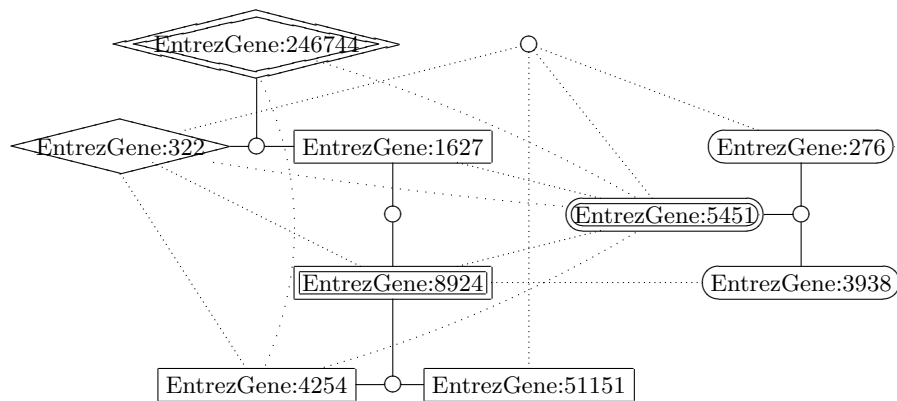 EntrezGene:246744
EntrezGene:322
EntrezGene:1627
EntrezGene:276
EntrezGene:5451
EntrezGene:8924
EntrezGene:3938
EntrezGene:4254
EntrezGene:51151